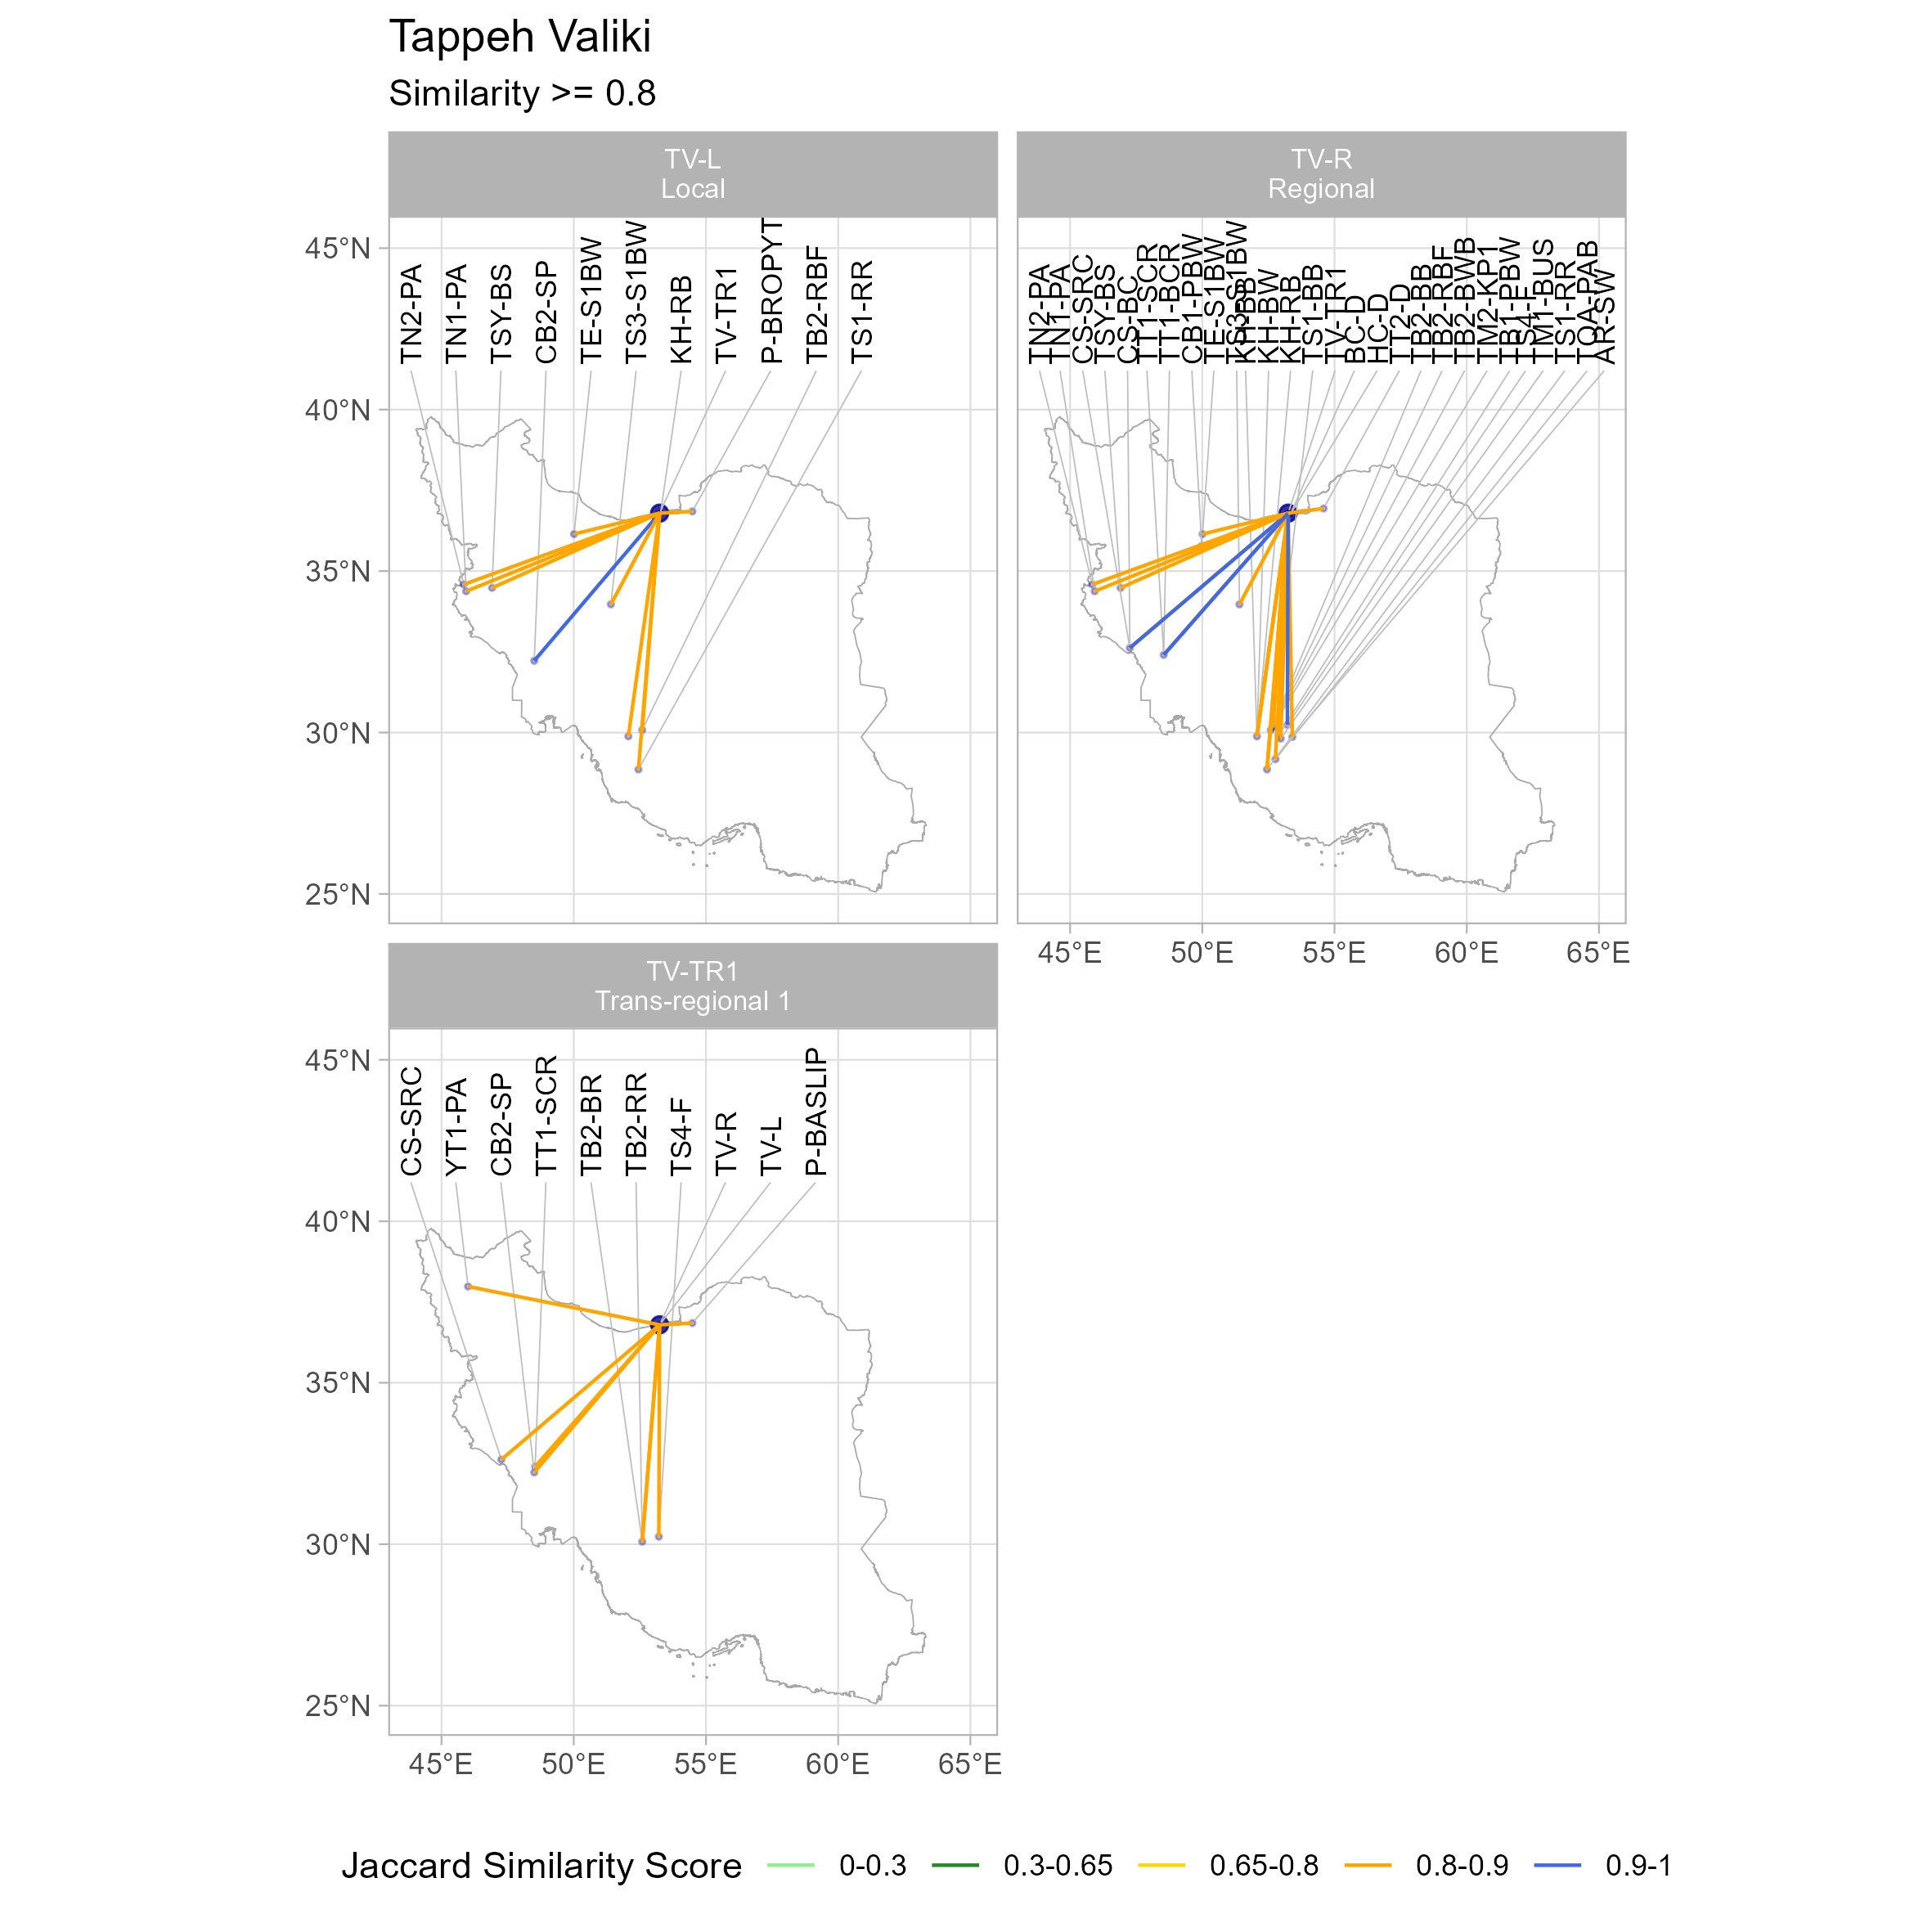 Tappeh Valiki
Similarity >= 0.8
TV-L
Local
TV-R
Regional
45°N
40°N
35°N
30°N
25°N
TN2-PA
TN1-PA
TSY-BS
CB2-SP
TE-S1BW
TS3-S1BW
KH-RB
TV-TR1
P-BROPYT
TB2-RBF
TS1-RR
TN2-PA
TN1-PA
CS-SRC
TSY-BS
CS-BC
TT1-SCR
TT1-BCR
CB1-PBW
TE-S1BW
TS3-S1BW
KH-BB
KH-BW
KH-RB
TS1-BB
TV-TR1
BC-D
HC-D
TT2-D
TB2-BB
TB2-RBF
TB2-BWB
TM2-KP1
TB1-PBW
TS4-F
TM1-BUS
TS1-RR
TOA-PAB
AR-SW
45°E
50°E
55°E
60°E
65°E
TV-TR1
Trans-regional 1
45°N
40°N
35°N
30°N
25°N
CS-SRC
YT1-PA
CB2-SP
TT1-SCR
TB2-BR
TB2-RR
TS4-F
TV-R
TV-L
P-BASLIP
45°E
50°E
55°E
60°E
65°E
Jaccard Similarity Score 0-0.3 0.3-0.65 0.65-0.8 0.8-0.9 0.9-1